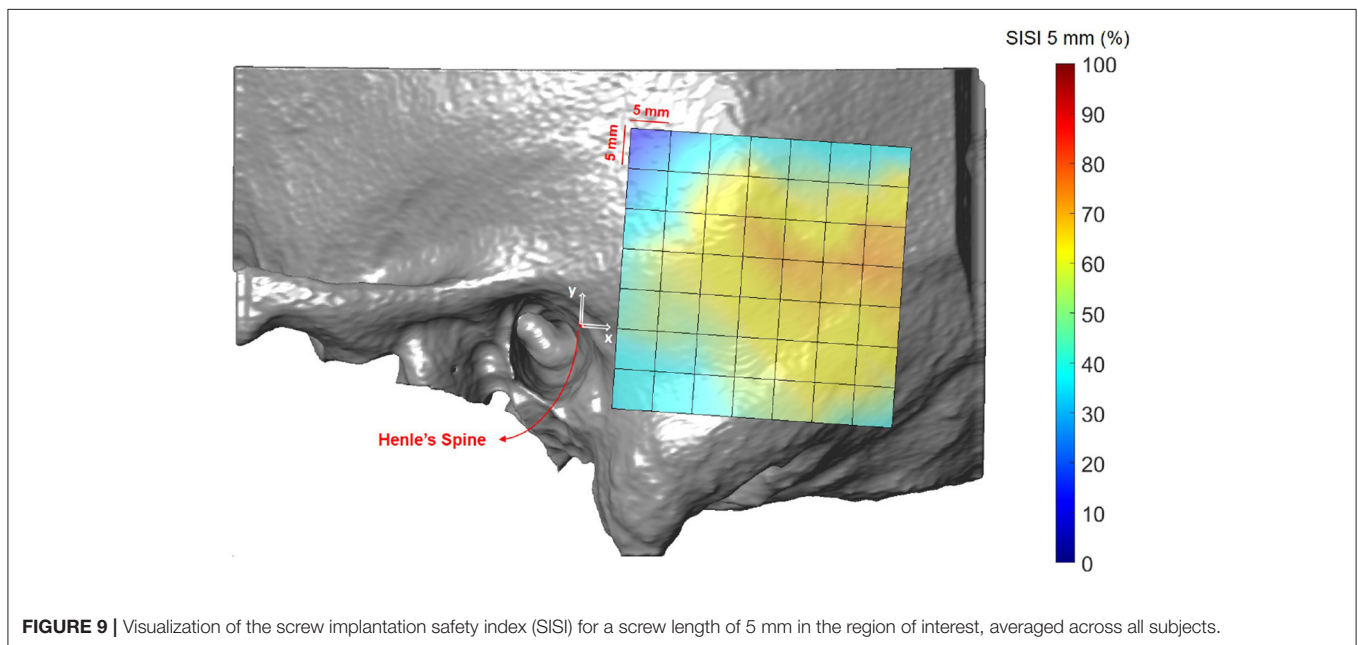 SISI 5 mm (%)
100
90
80
70
60
50
40
30
20
10
0
5 mm
5 mm
y
x
Henle's Spine
FIGURE 9 | Visualization of the screw implantation safety index (SISI) for a screw length of 5 mm in the region of interest, averaged across all subjects.